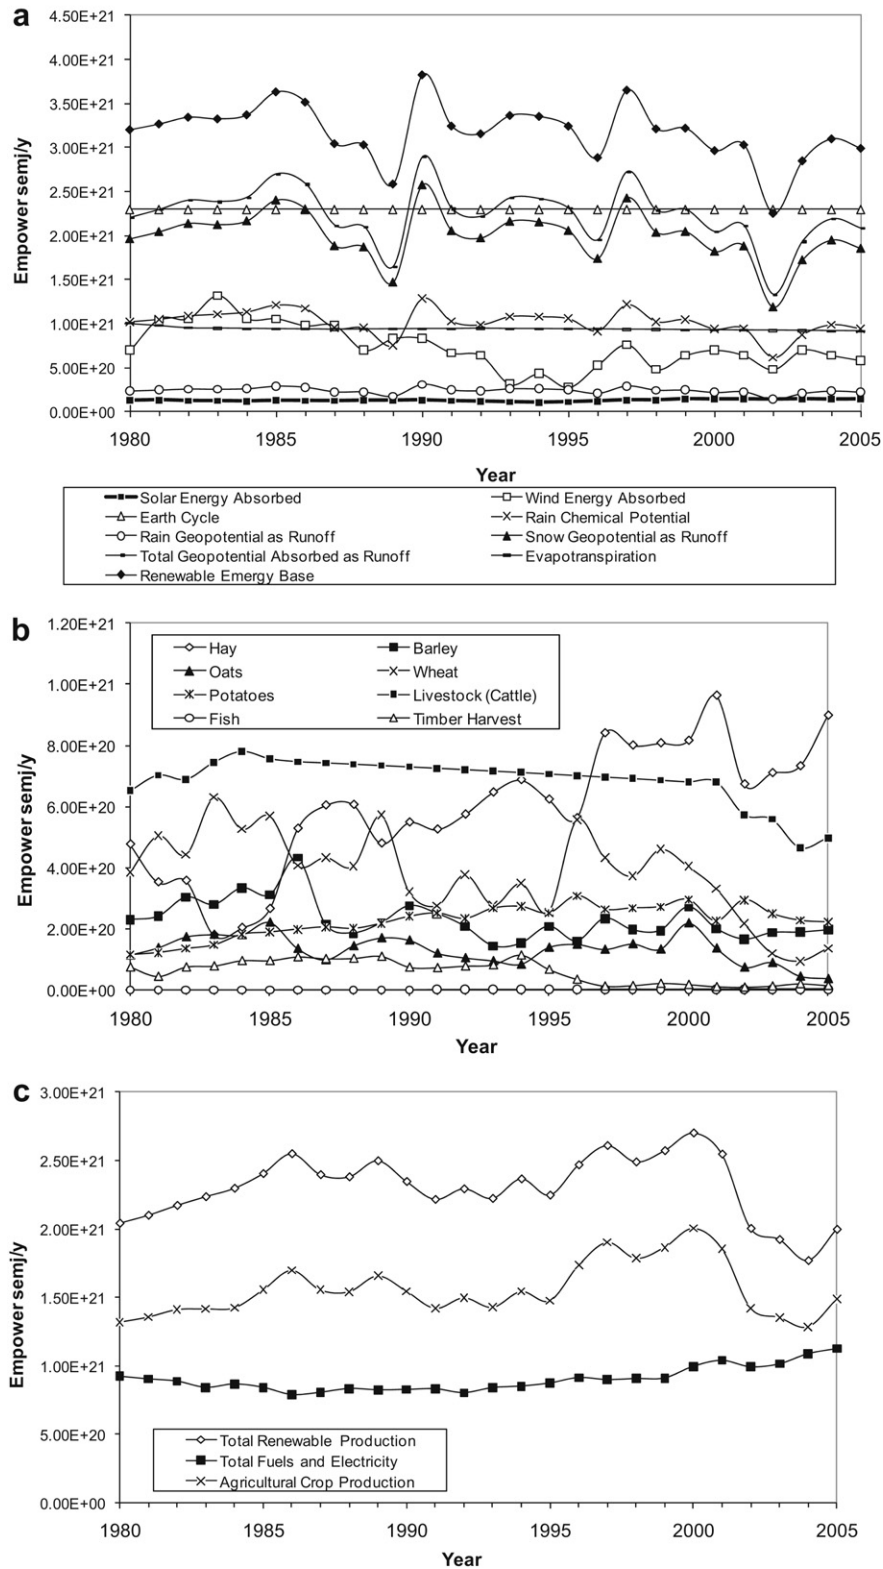 a
4.50E+21
4.00E+21
3.50E+21
3.00E+21
2.50E+21
2.00E+21
1.50E+21
1.00E+21
5.00E+20
0.00E+00
Empower semj/y
1980 1985 1990 1995 2000 2005
Year
Solar Energy Absorbed Wind Energy Absorbed
Earth Cycle Rain Chemical Potential
Rain Geopotential as Runoff Snow Geopotential as Runoff
Total Geopotential Absorbed as Runoff Evapotranspiration
Renewable Emergy Base
b
1.20E+21
1.00E+21
8.00E+20
6.00E+20
4.00E+20
2.00E+20
0.00E+00
Empower semj/y
Hay Barley
Oats Wheat
Potatoes Livestock (Cattle)
Fish Timber Harvest
1980 1985 1990 1995 2000 2005
Year
c
3.00E+21
2.50E+21
2.00E+21
1.50E+21
1.00E+21
5.00E+20
0.00E+00
Empower semj/y
Total Renewable Production
Total Fuels and Electricity
Agricultural Crop Production
1980 1985 1990 1995 2000 2005
Year